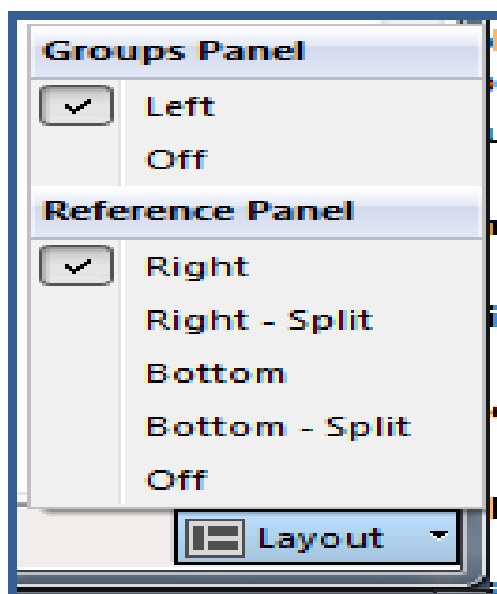 Groups Panel
Left
Off
Reference Panel
Right
Right - Split
Bottom
Bottom - Split
Off
Layout